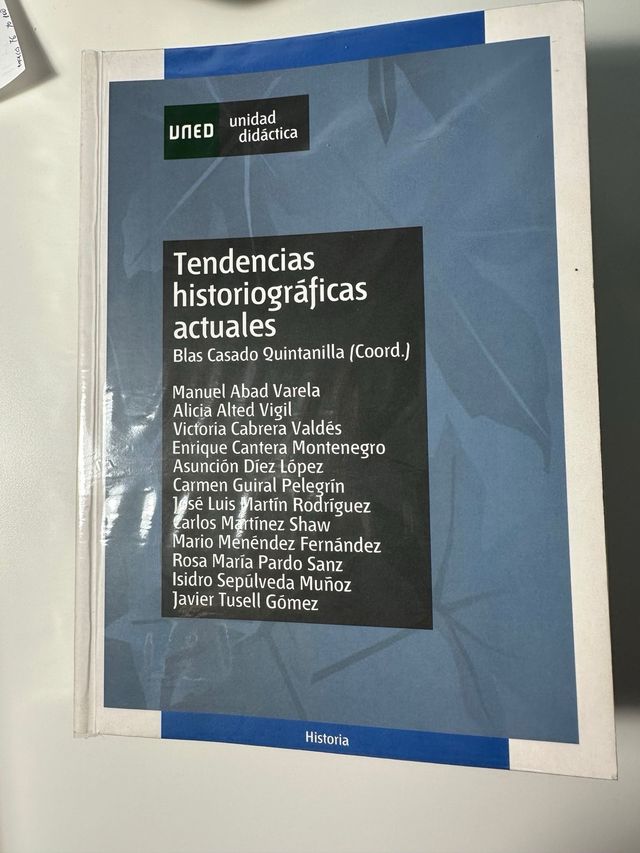 UNED
unidad
didáctica
Tendencias
historiográficas
actuales
Blas Casado Quintanilla (Coord.)
Manuel Abad Varela
Alicia Alted Vigil
Victoria Cabrera Valdés
Enrique Cantera Montenegro
Asunción Díez López
Carmen Guiral Pelegrín
José Luis Martín Rodríguez
Carlos Martínez Shaw
Mario Menéndez Fernández
Rosa María Pardo Sanz
Isidro Sepúlveda Muñoz
Javier Tusell Gómez
Historia